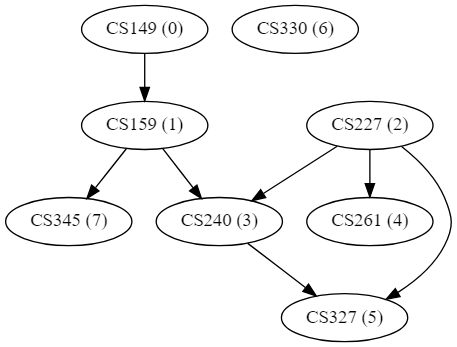 CS149 (0)
CS330 (6)
CS159 (1)
CS227 (2)
CS345 (7)
CS240 (3)
CS261 (4)
CS327 (5)